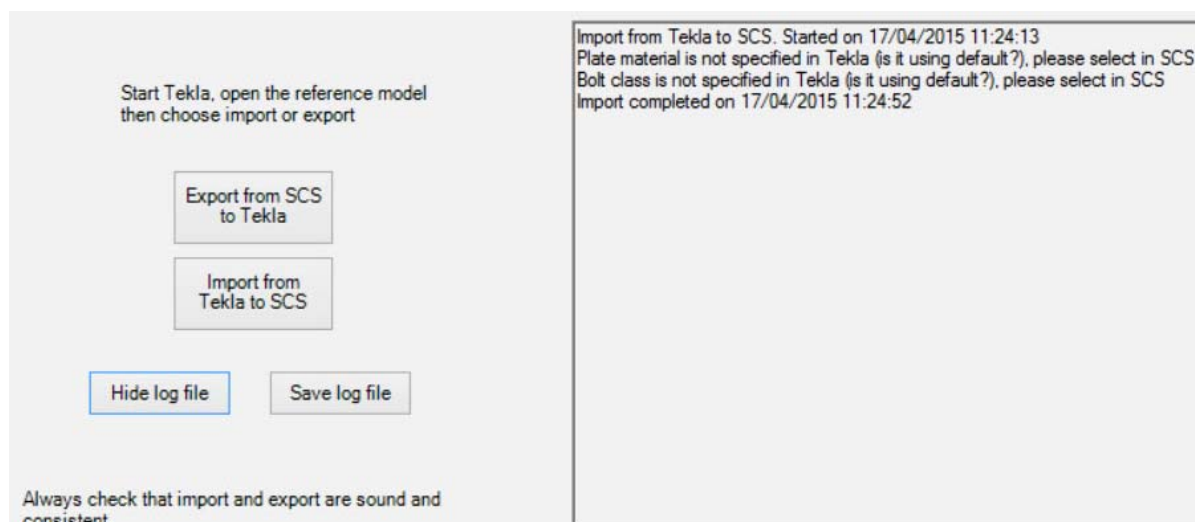 Start Tekla, open the reference model
then choose import or export
Export from SCS
to Tekla
Import from
Tekla to SCS
Hide log file
Save log file
Always check that import and export are sound and
consistent
Import from Tekla to SCS. Started on 17/04/2015 11:24:13
Plate material is not specified in Tekla (is it using default?), please select in SCS
Bolt class is not specified in Tekla (is it using default?), please select in SCS
Import completed on 17/04/2015 11:24:52